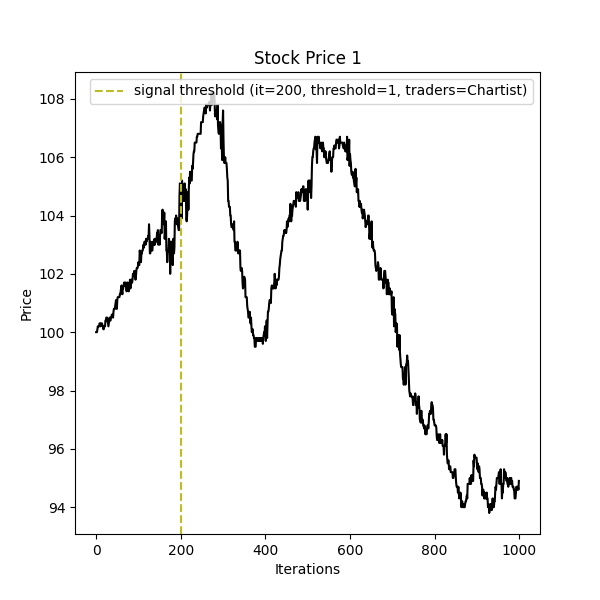 Stock Price 1
signal threshold (it=200, threshold=1, traders=Chartist)
108
106
104
102
100
98
96
94
Price
0 200 400 600 800 1000
Iterations